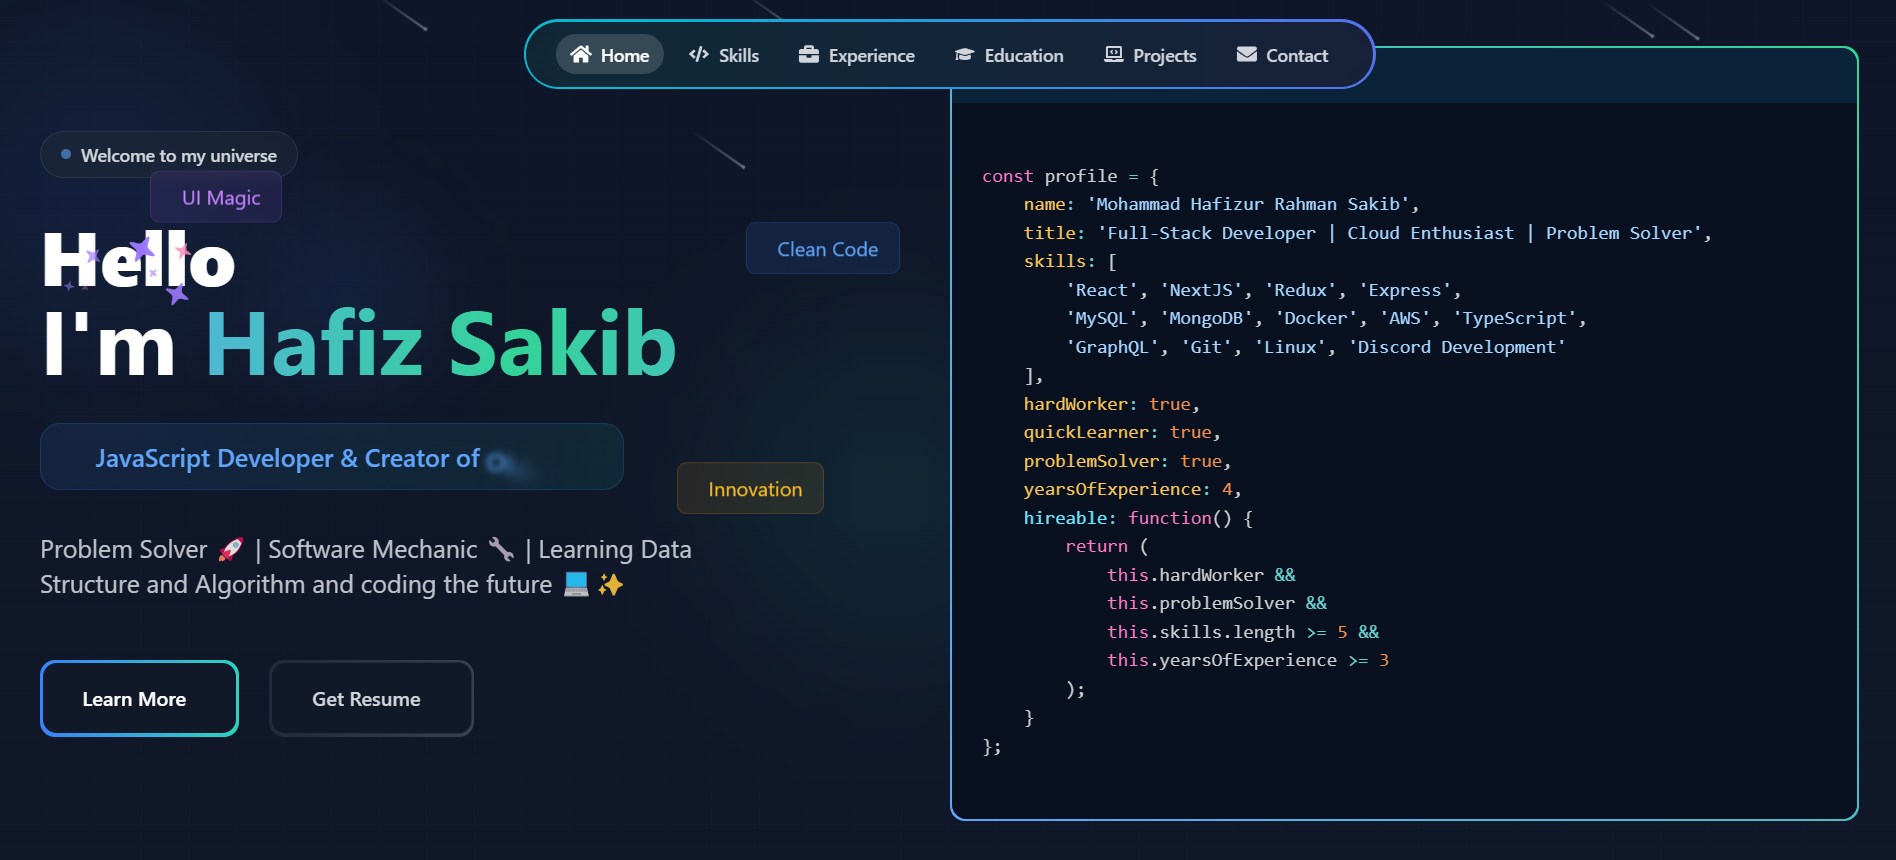 Home Skills Experience Education Projects Contact
Welcome to my universe
UI Magic
Hello
Clean Code
I'm Hafiz Sakib
JavaScript Developer & Creator of
Innovation
Problem Solver 🚀 | Software Mechanic 🔧 | Learning Data
Structure and Algorithm and coding the future 💻 ✨
Learn More
Get Resume
const profile = {
    name: 'Mohammad Hafizur Rahman Sakib',
    title: 'Full-Stack Developer | Cloud Enthusiast | Problem Solver',
    skills: [
        'React', 'NextJS', 'Redux', 'Express',
        'MySQL', 'MongoDB', 'Docker', 'AWS', 'TypeScript',
        'GraphQL', 'Git', 'Linux', 'Discord Development'
    ],
    hardWorker: true,
    quickLearner: true,
    problemSolver: true,
    yearsOfExperience: 4,
    hireable: function() {
        return (
            this.hardWorker &&
            this.problemSolver &&
            this.skills.length >= 5 &&
            this.yearsOfExperience >= 3
        );
    }
};